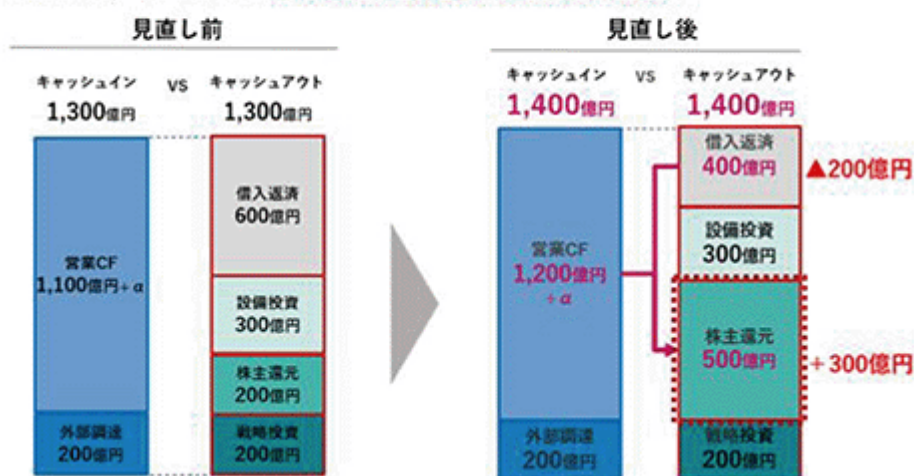 見直し前
キャッシュイン
1,300億円
vs
キャッシュアウト
1,300億円
営業CF
1,100億円+α
外部調達
200億円
借入返済
600億円
設備投資
300億円
株主還元
200億円
戦略投資
200億円
見直し後
キャッシュイン
1,400億円
vs
キャッシュアウト
1,400億円
営業CF
1,200億円
+α
外部調達
200億円
借入返済
400億円
▲200億円
設備投資
300億円
株主還元
500億円
+300億円
戦略投資
200億円